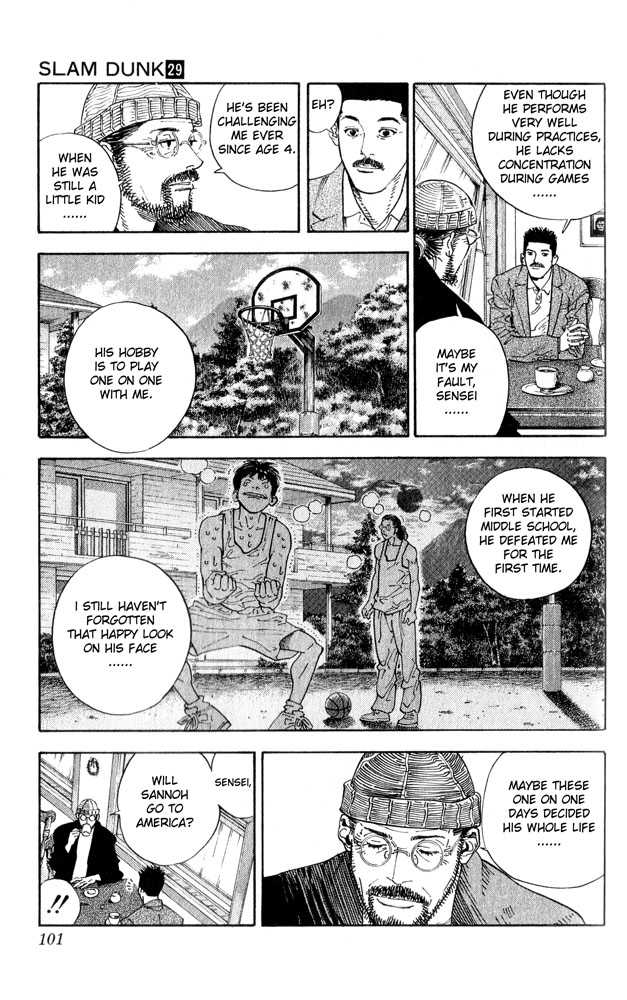 SLAM DUNK 29
EVEN THOUGH
HE PERFORMS
VERY WELL
DURING PRACTICES,
HE LACKS
CONCENTRATION
DURING GAMES
......
MAYBE
IT'S MY
FAULT,
SENSEI
......
EH?
HE'S BEEN
CHALLENGING
ME EVER
SINCE AGE 4.
WHEN
HE WAS
STILL A
LITTLE KID
......
HIS HOBBY
IS TO PLAY
ONE ON ONE
WITH ME.
WHEN HE
FIRST STARTED
MIDDLE SCHOOL,
HE DEFEATED ME
FOR THE
FIRST TIME.
I STILL HAVEN'T
FORGOTTEN
THAT HAPPY LOOK
ON HIS FACE
......
MAYBE THESE
ONE ON ONE
DAYS DECIDED
HIS WHOLE LIFE
......
SENSEI,
WILL
SANNOH
GO TO
AMERICA?
!!
101